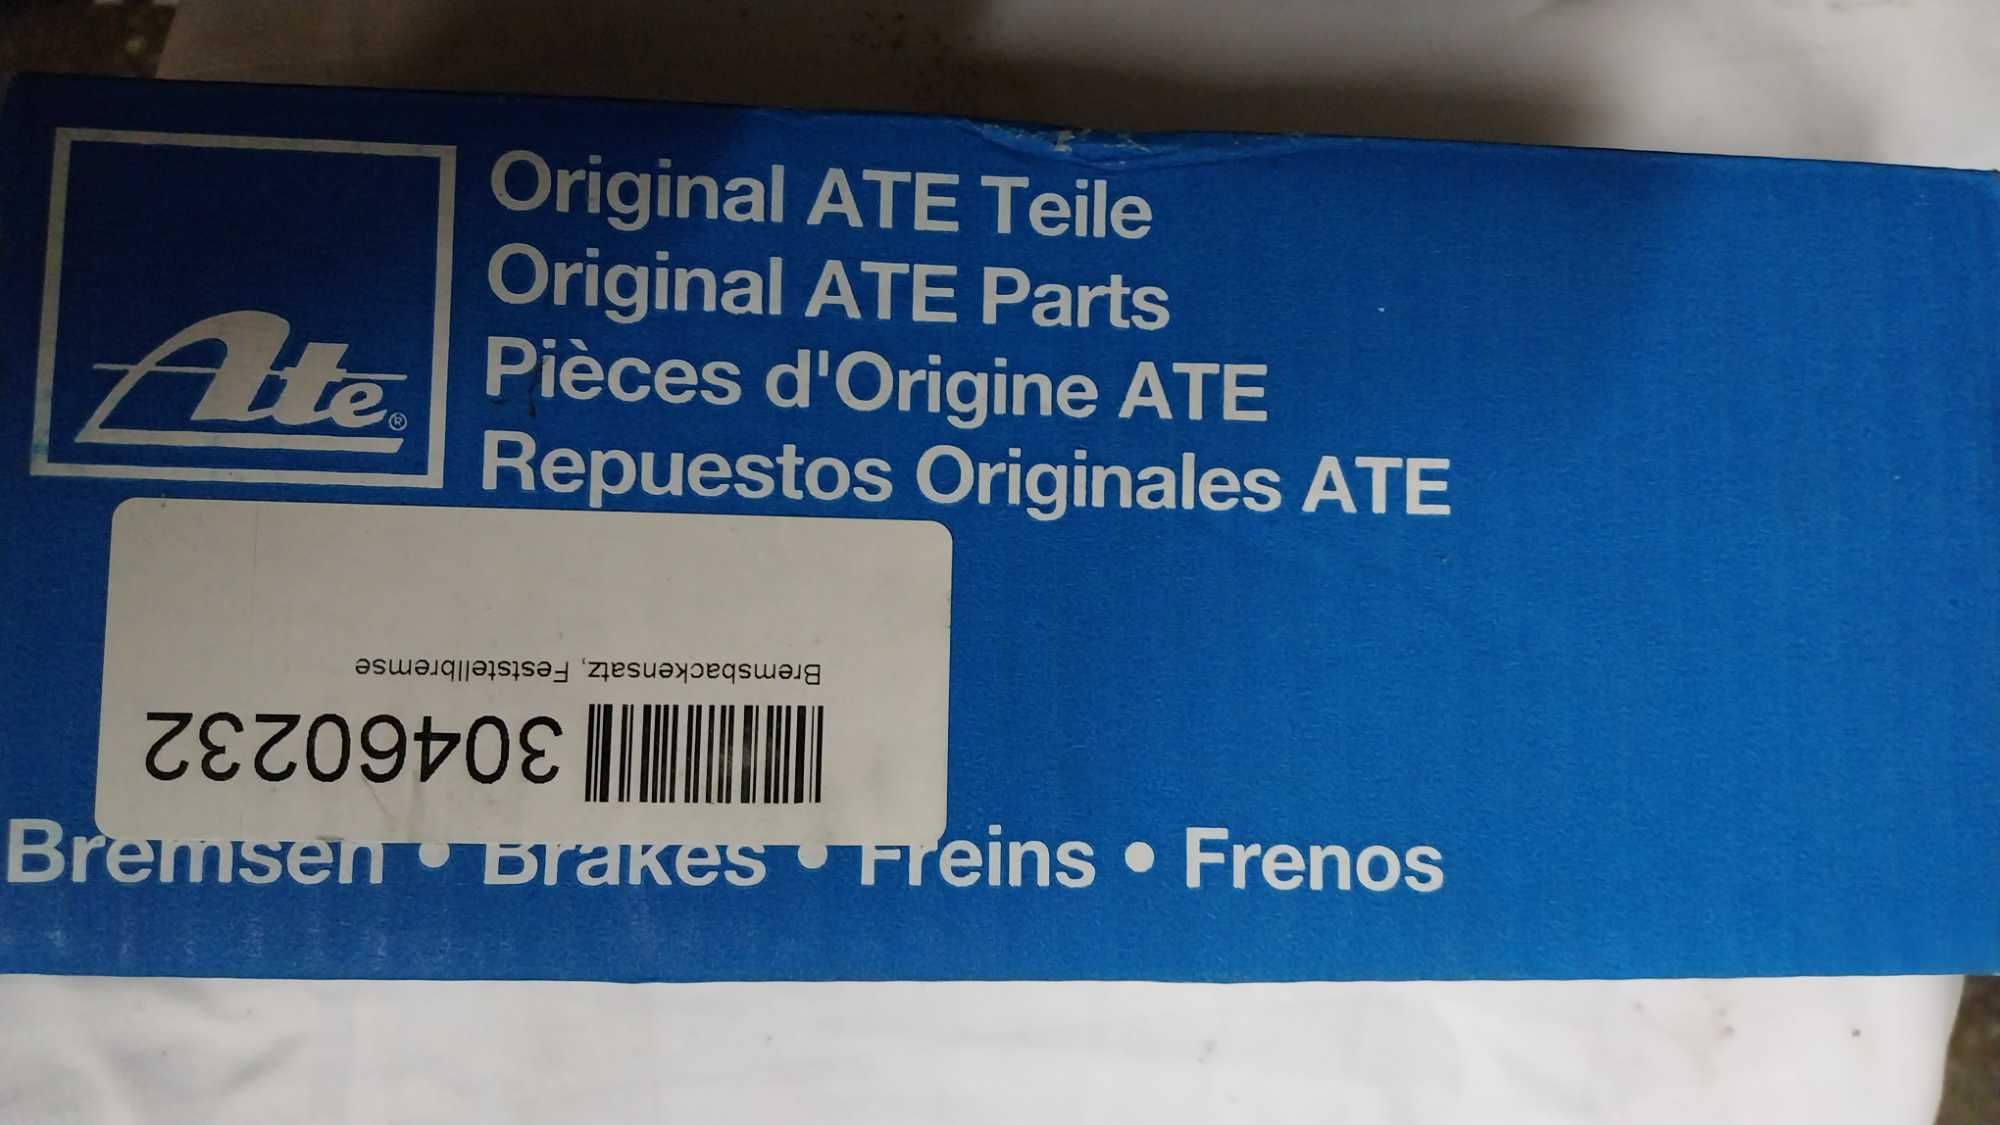 Ate®
Original ATE Teile
Original ATE Parts
Pièces d'Origine ATE
Repuestos Originales ATE
30460232
Bremsbackensatz, Feststellbremse
Bremsen • Brakes • Freins • Frenos